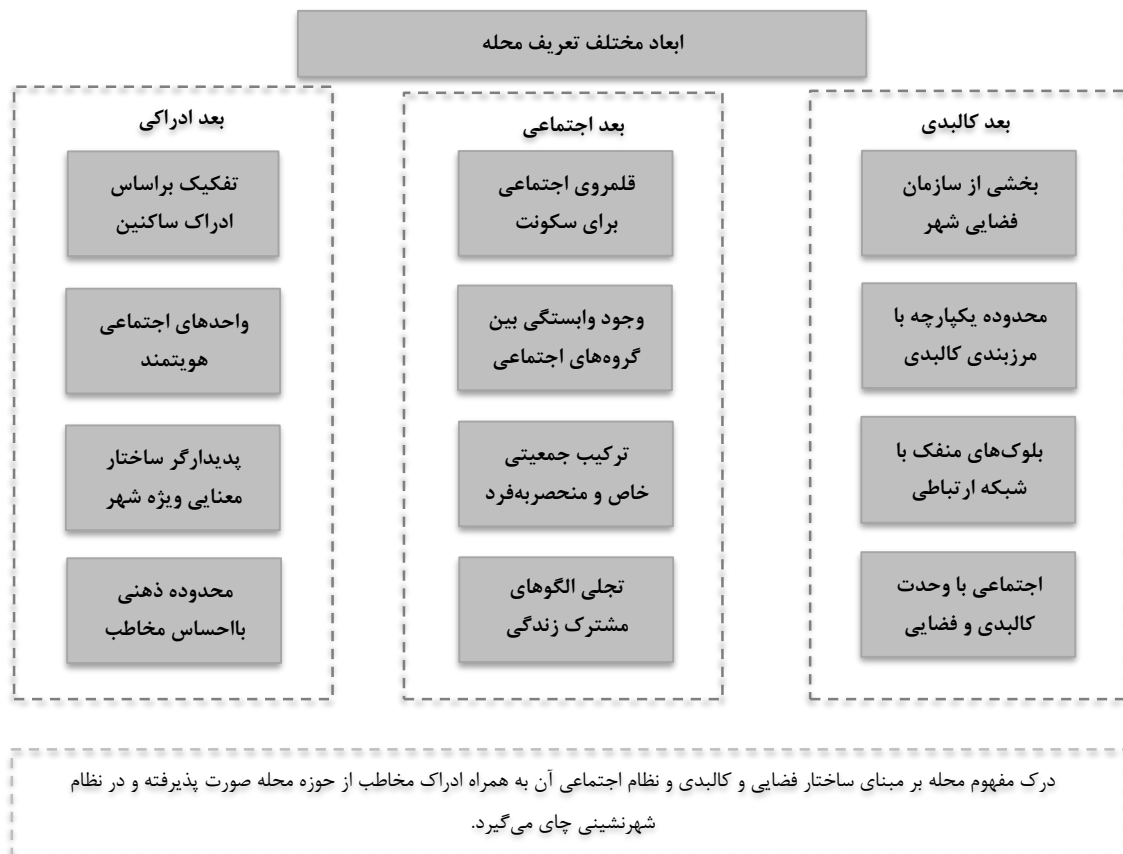 ابعاد مختلف تعریف محله
بعد کالبدی
بخشی از سازمان
فضایی شهر
محدوده یکپارچه با
مرزبندی کالبدی
بلوک‌های منفک با
شبکه ارتباطی
اجتماعی با وحدت
کالبدی و فضایی
بعد اجتماعی
قلمروی اجتماعی
برای سکونت
وجود وابستگی بین
گروه‌های اجتماعی
ترکیب جمعیتی
خاص و منحصربه‌فرد
تجلی الگوهای
مشترک زندگی
بعد ادراکی
تفکیک براساس
ادراک ساکنین
واحدهای اجتماعی
هویتمند
پدیدارگر ساختار
معنایی ویژه شهر
محدوده ذهنی
بااحساس مخاطب
درک مفهوم محله بر مبنای ساختار فضایی و کالبدی و نظام اجتماعی آن به همراه ادراک مخاطب از حوزه محله صورت پذیرفته و در نظام
شهرنشینی چای می‌گیرد.